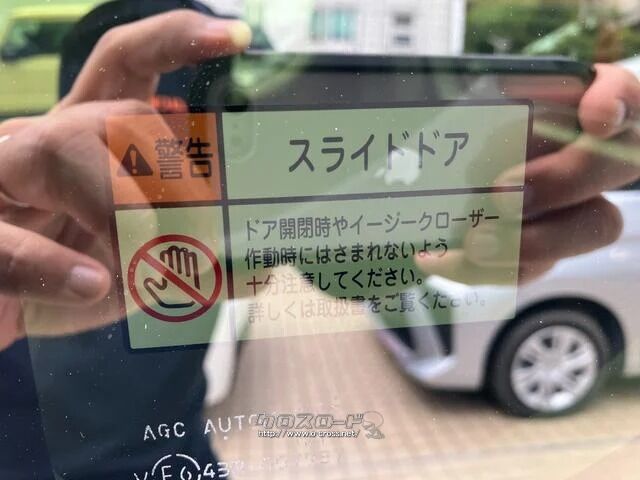 警告
スライドドア
ドア開閉時やイージークローザー
作動時にはさまれないよう
十分注意してください。
詳しくは取扱書をご覧ください。
AGC AUTO
クロスロード
http://www.o-cross.net/